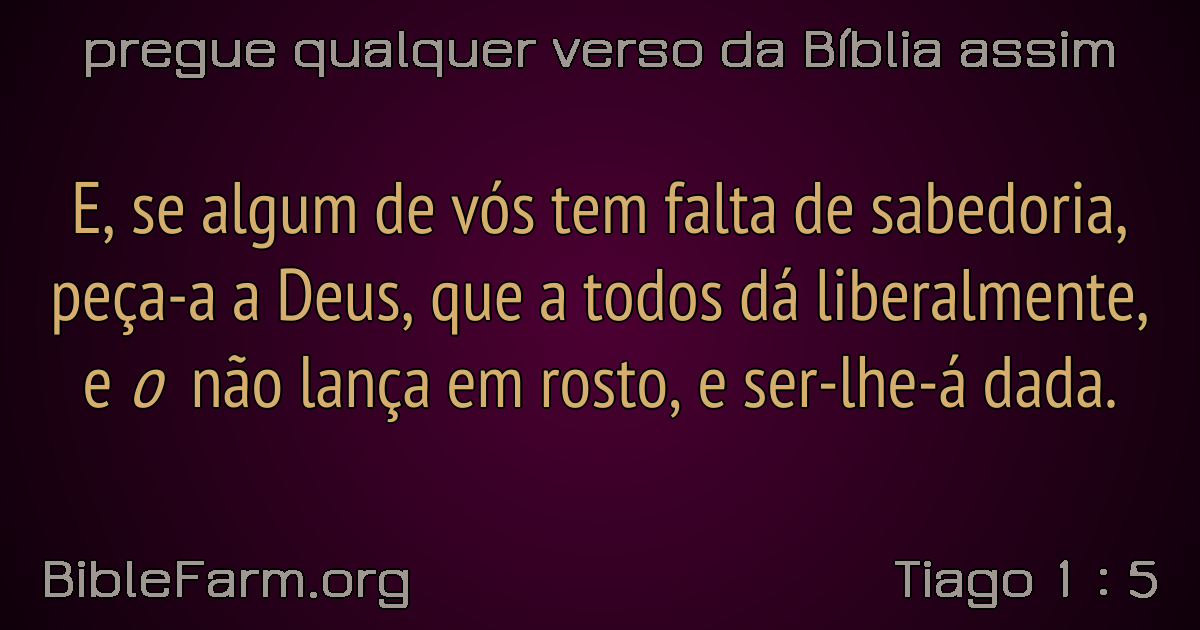 pregue qualquer verso da Bíblia assim
E, se algum de vós tem falta de sabedoria,
peça-a a Deus, que a todos dá liberalmente,
e o não lança em rosto, e ser-lhe-á dada.
BibleFarm.org
Tiago 1 : 5